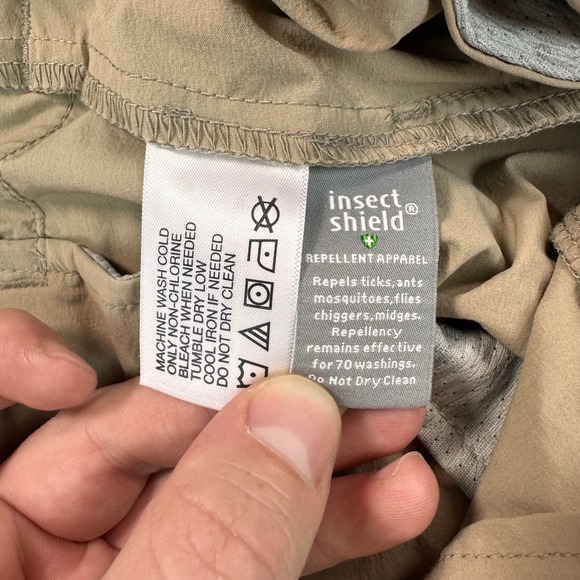 MACHINE WASH COLD
ONLY NON-CHLORINE
BLEACH WHEN NEEDED
TUMBLE DRY LOW
COOL IRON IF NEEDED
DO NOT DRY CLEAN
insect
shield®
REPELLENT APPAREL
Repels ticks, ants
mosquitoes, flies
chiggers, midges.
Repellency
remains effective
for 70 washings.
Do Not Dry Clean